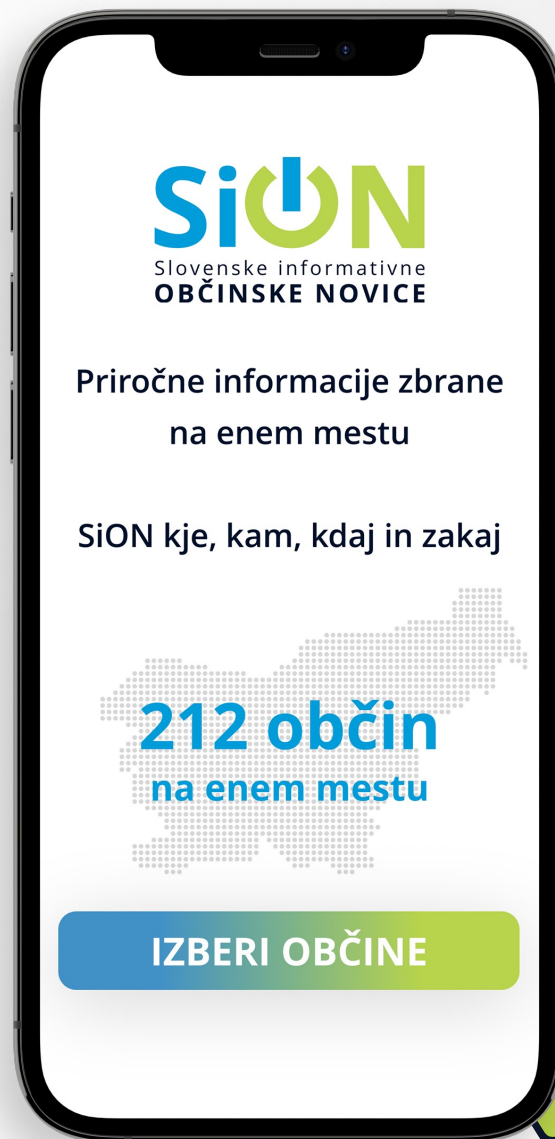 SiON
Slovenske informativne
OBČINSKE NOVICE
Priročne informacije zbrane
na enem mestu
SiON kje, kam, kdaj in zakaj
212 občin
na enem mestu
IZBERI OBČINE